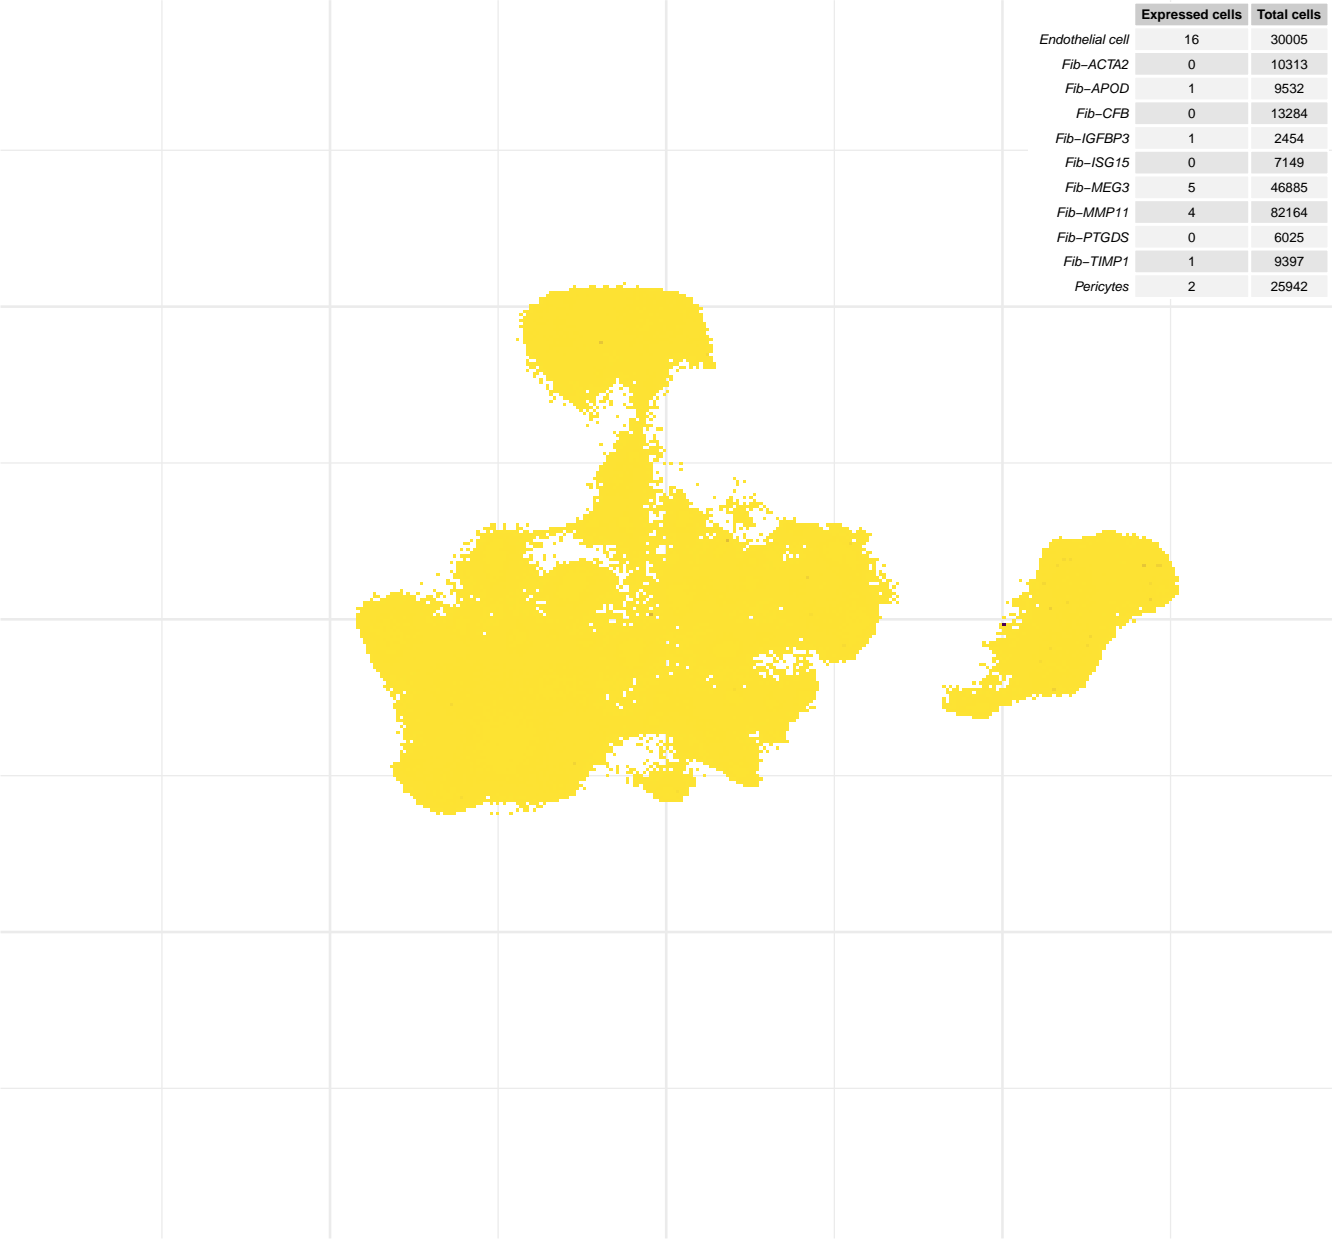 Expressed cells Total cells
Endothelial cell 16 30005
Fib−ACTA2 0 10313
Fib−APOD 1 9532
Fib−CFB 0 13284
Fib−IGFBP3 1 2454
Fib−ISG15 0 7149
Fib−MEG3 5 46885
Fib−MMP11 4 82164
Fib−PTGDS 0 6025
Fib−TIMP1 1 9397
Pericytes 2 25942